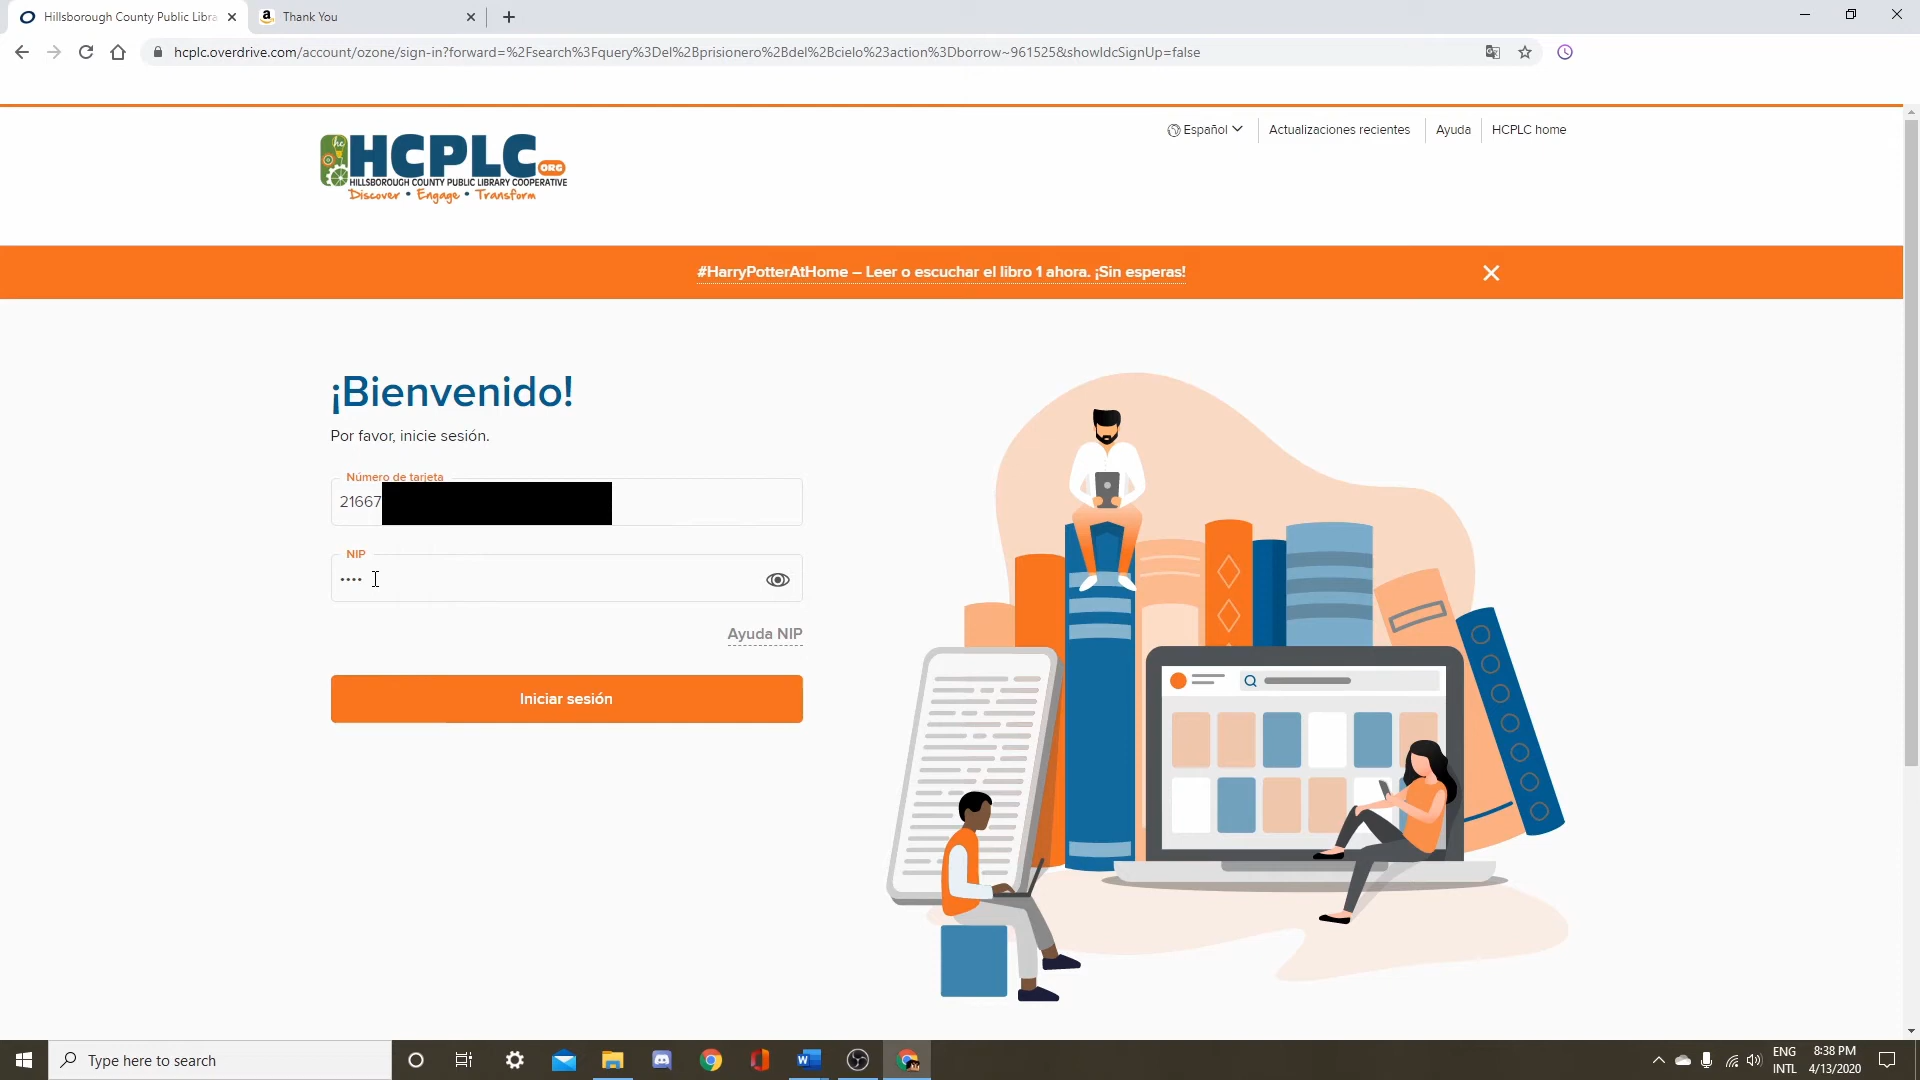 Hillsborough County Public Libra
Thank You
hcplc.overdrive.com/account/ozone/sign-in?forward=%2Fsearch%3Fquery%3Del%2Bprisionero%2Bdel%2Bcielo%23action%3Dborrow~961525&showIdcSignUp=false
Español
Actualizaciones recientes
Ayuda
HCPLC home
hc
HCPLC ORG
HILLSBOROUGH COUNTY PUBLIC LIBRARY COOPERATIVE
Discover • Engage • Transform
#HarryPotterAtHome – Leer o escuchar el libro 1 ahora. ¡Sin esperas!
¡Bienvenido!
Por favor, inicie sesión.
Número de tarjeta
21667
NIP
••••
Ayuda NIP
Iniciar sesión
Type here to search
ENG
INTL
8:38 PM
4/13/2020